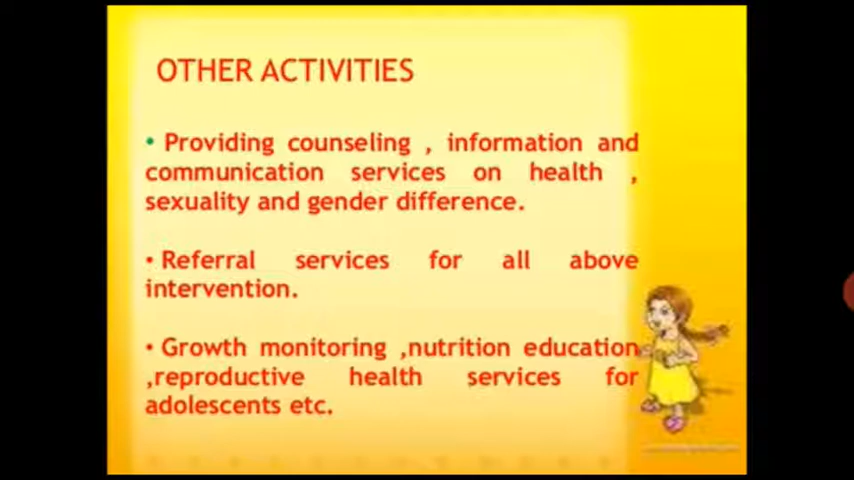 OTHER ACTIVITIES
• Providing counseling , information and
communication services on health ,
sexuality and gender difference.
• Referral services for all above
intervention.
• Growth monitoring ,nutrition education
,reproductive health services for
adolescents etc.